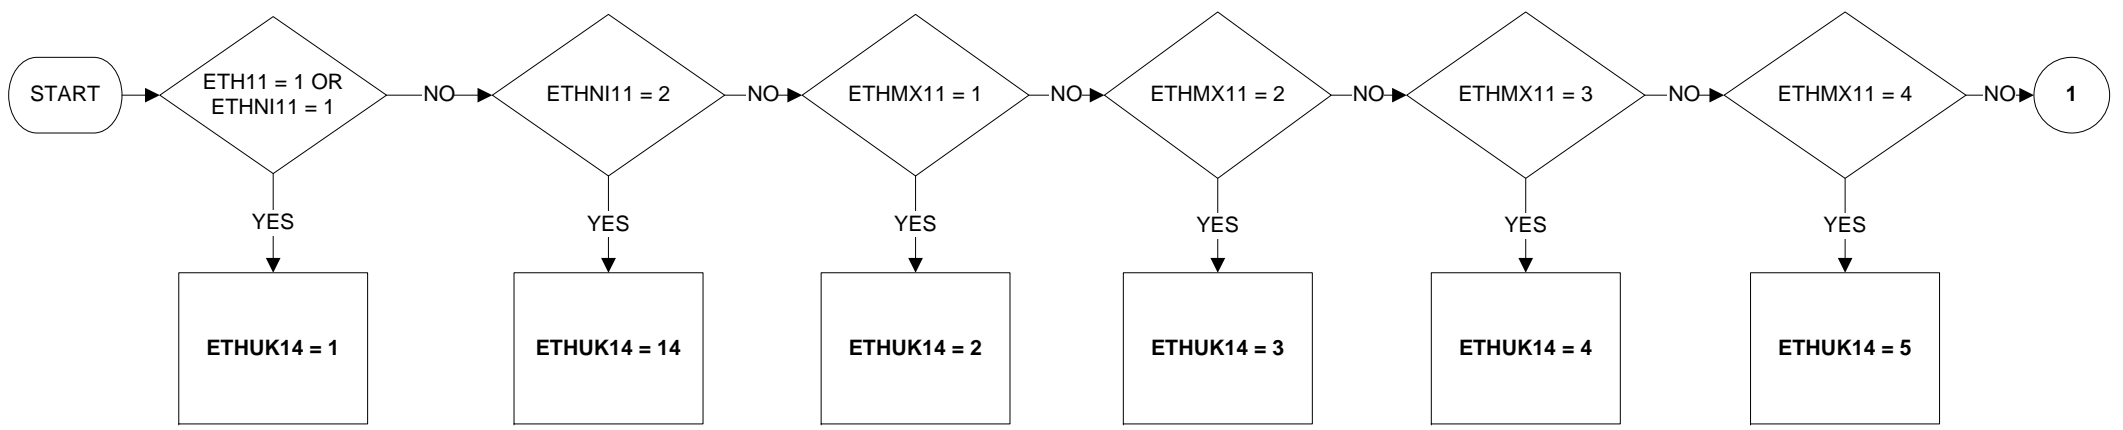 START
ETH11 = 1 OR
ETHNI11 = 1
NO
ETHNI11 = 2
NO
ETHMX11 = 1
NO
ETHMX11 = 2
NO
ETHMX11 = 3
NO
ETHMX11 = 4
NO
1
YES
YES
YES
YES
YES
YES
ETHUK14 = 1
ETHUK14 = 14
ETHUK14 = 2
ETHUK14 = 3
ETHUK14 = 4
ETHUK14 = 5